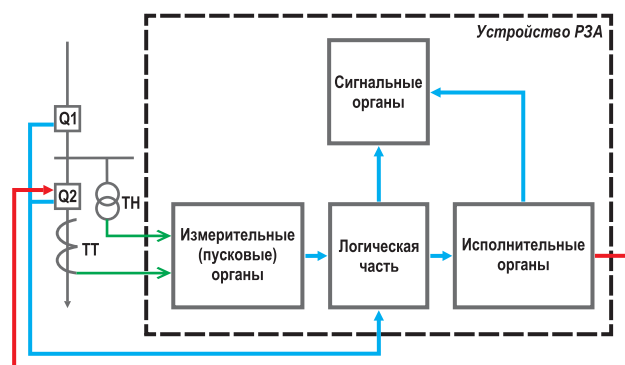 Устройство РЗА
Сигнальные
органы
Q1
Q2
ТН
ТТ
Измерительные
(пусковые)
органы
Логическая
часть
Исполнительные
органы